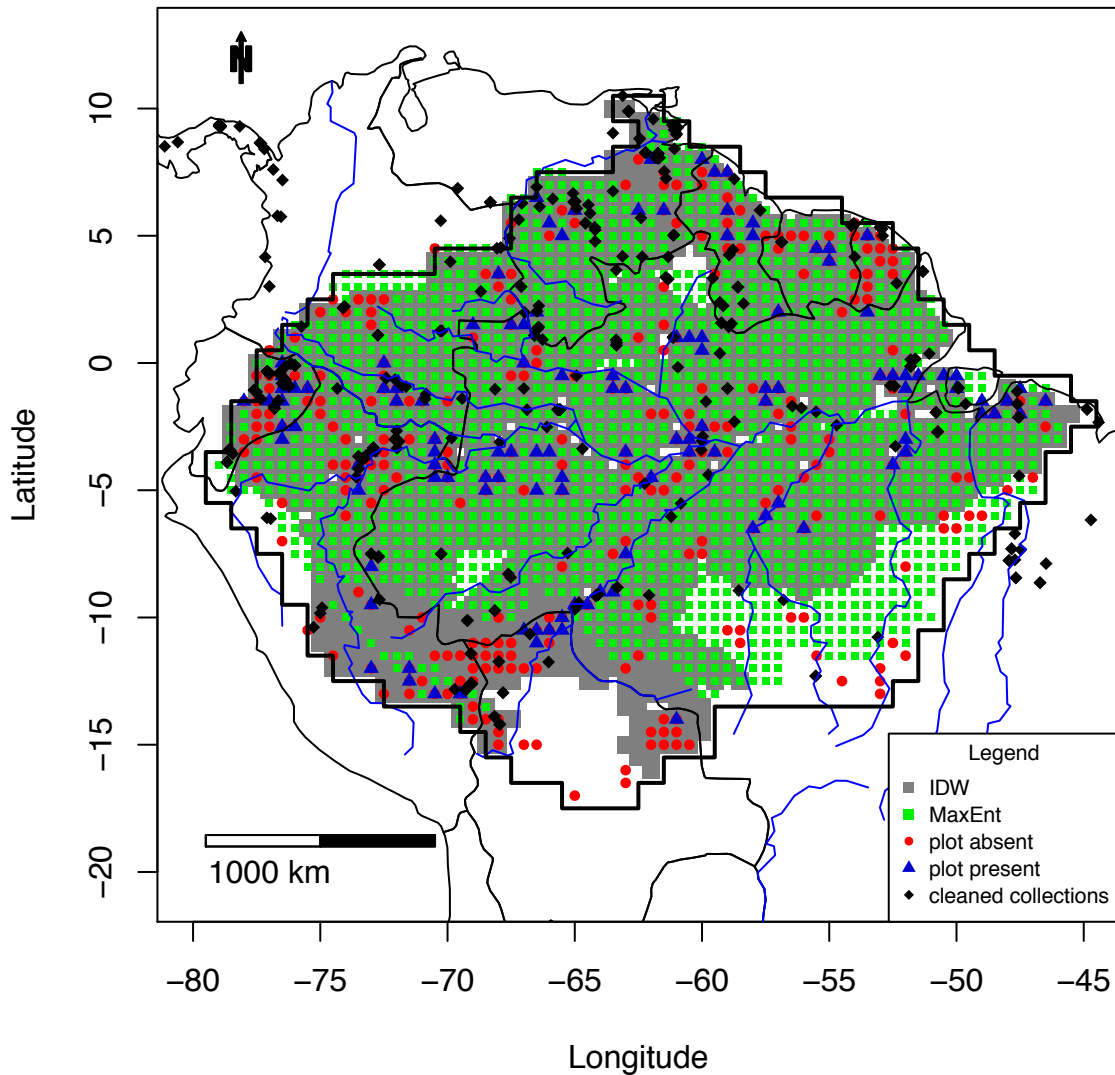 N
10
5
0
−5
−10
−15
−20
Latitude
1000 km
Legend
IDW
MaxEnt
plot absent
plot present
cleaned collections
−80 −75 −70 −65 −60 −55 −50 −45
Longitude